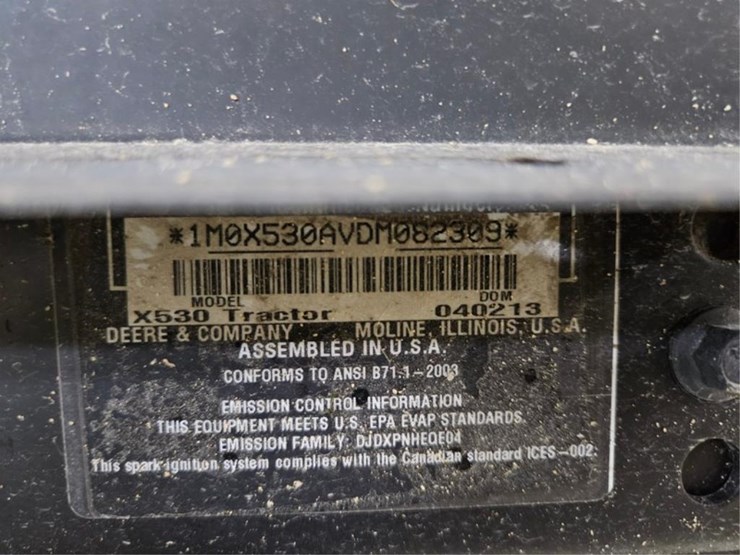 *1M0X530AVDM082309*
MODEL DOM
X530 Tractor 040213
DEERE & COMPANY MOLINE, ILLINOIS, U.S.A.
ASSEMBLED IN U.S.A.
CONFORMS TO ANSI B71.1-2003
EMISSION CONTROL INFORMATION
THIS EQUIPMENT MEETS U.S. EPA EVAP STANDARDS.
EMISSION FAMILY: DJDXPNHEQE04
This spark-ignition system complies with the Canadian standard ICES-002.